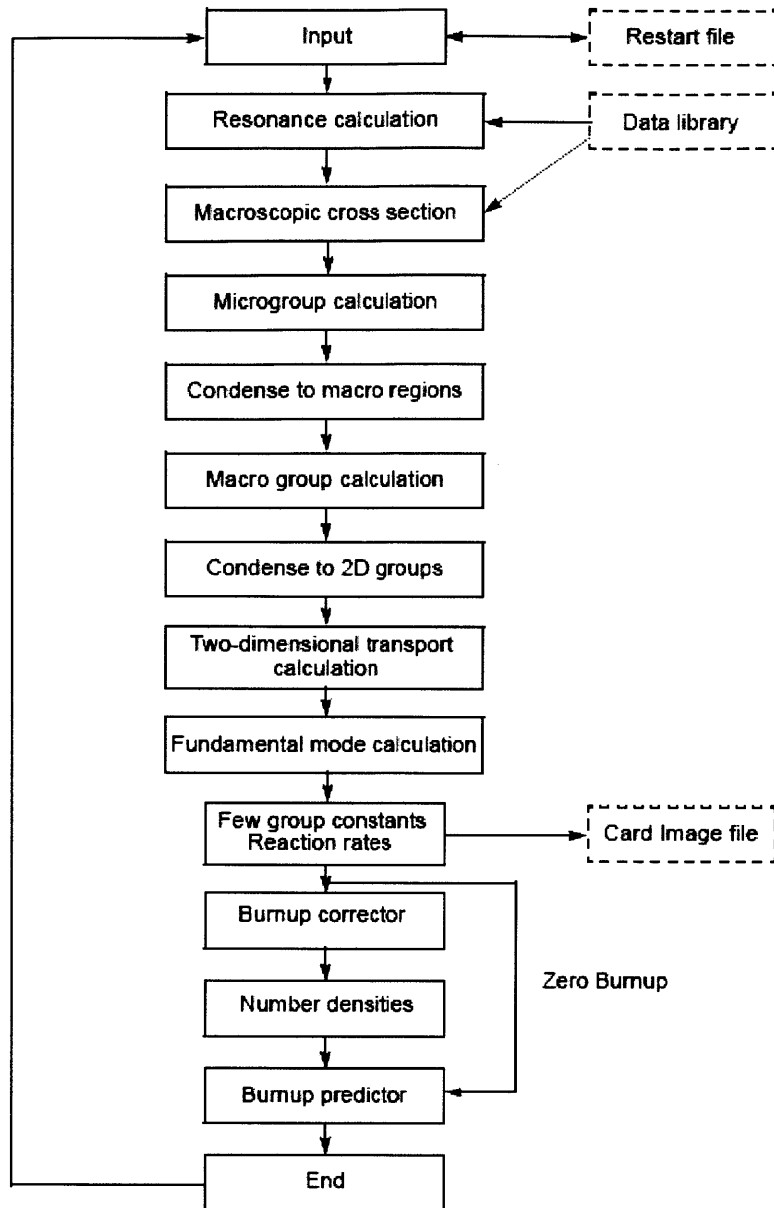 Input
Restart file
Resonance calculation
Data library
Macroscopic cross section
Microgroup calculation
Condense to macro regions
Macro group calculation
Condense to 2D groups
Two-dimensional transport
calculation
Fundamental mode calculation
Few group constants
Reaction rates
Card Image file
Burnup corrector
Zero Burnup
Number densities
Burnup predictor
End